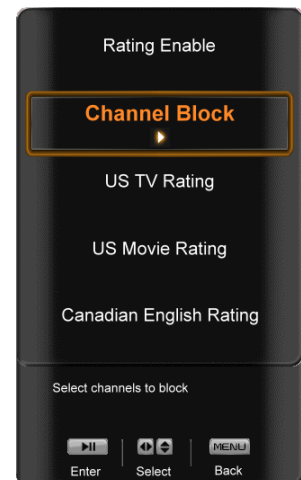 Rating Enable
Channel Block
US TV Rating
US Movie Rating
Canadian English Rating
Select channels to block
MENU
Enter Select Back